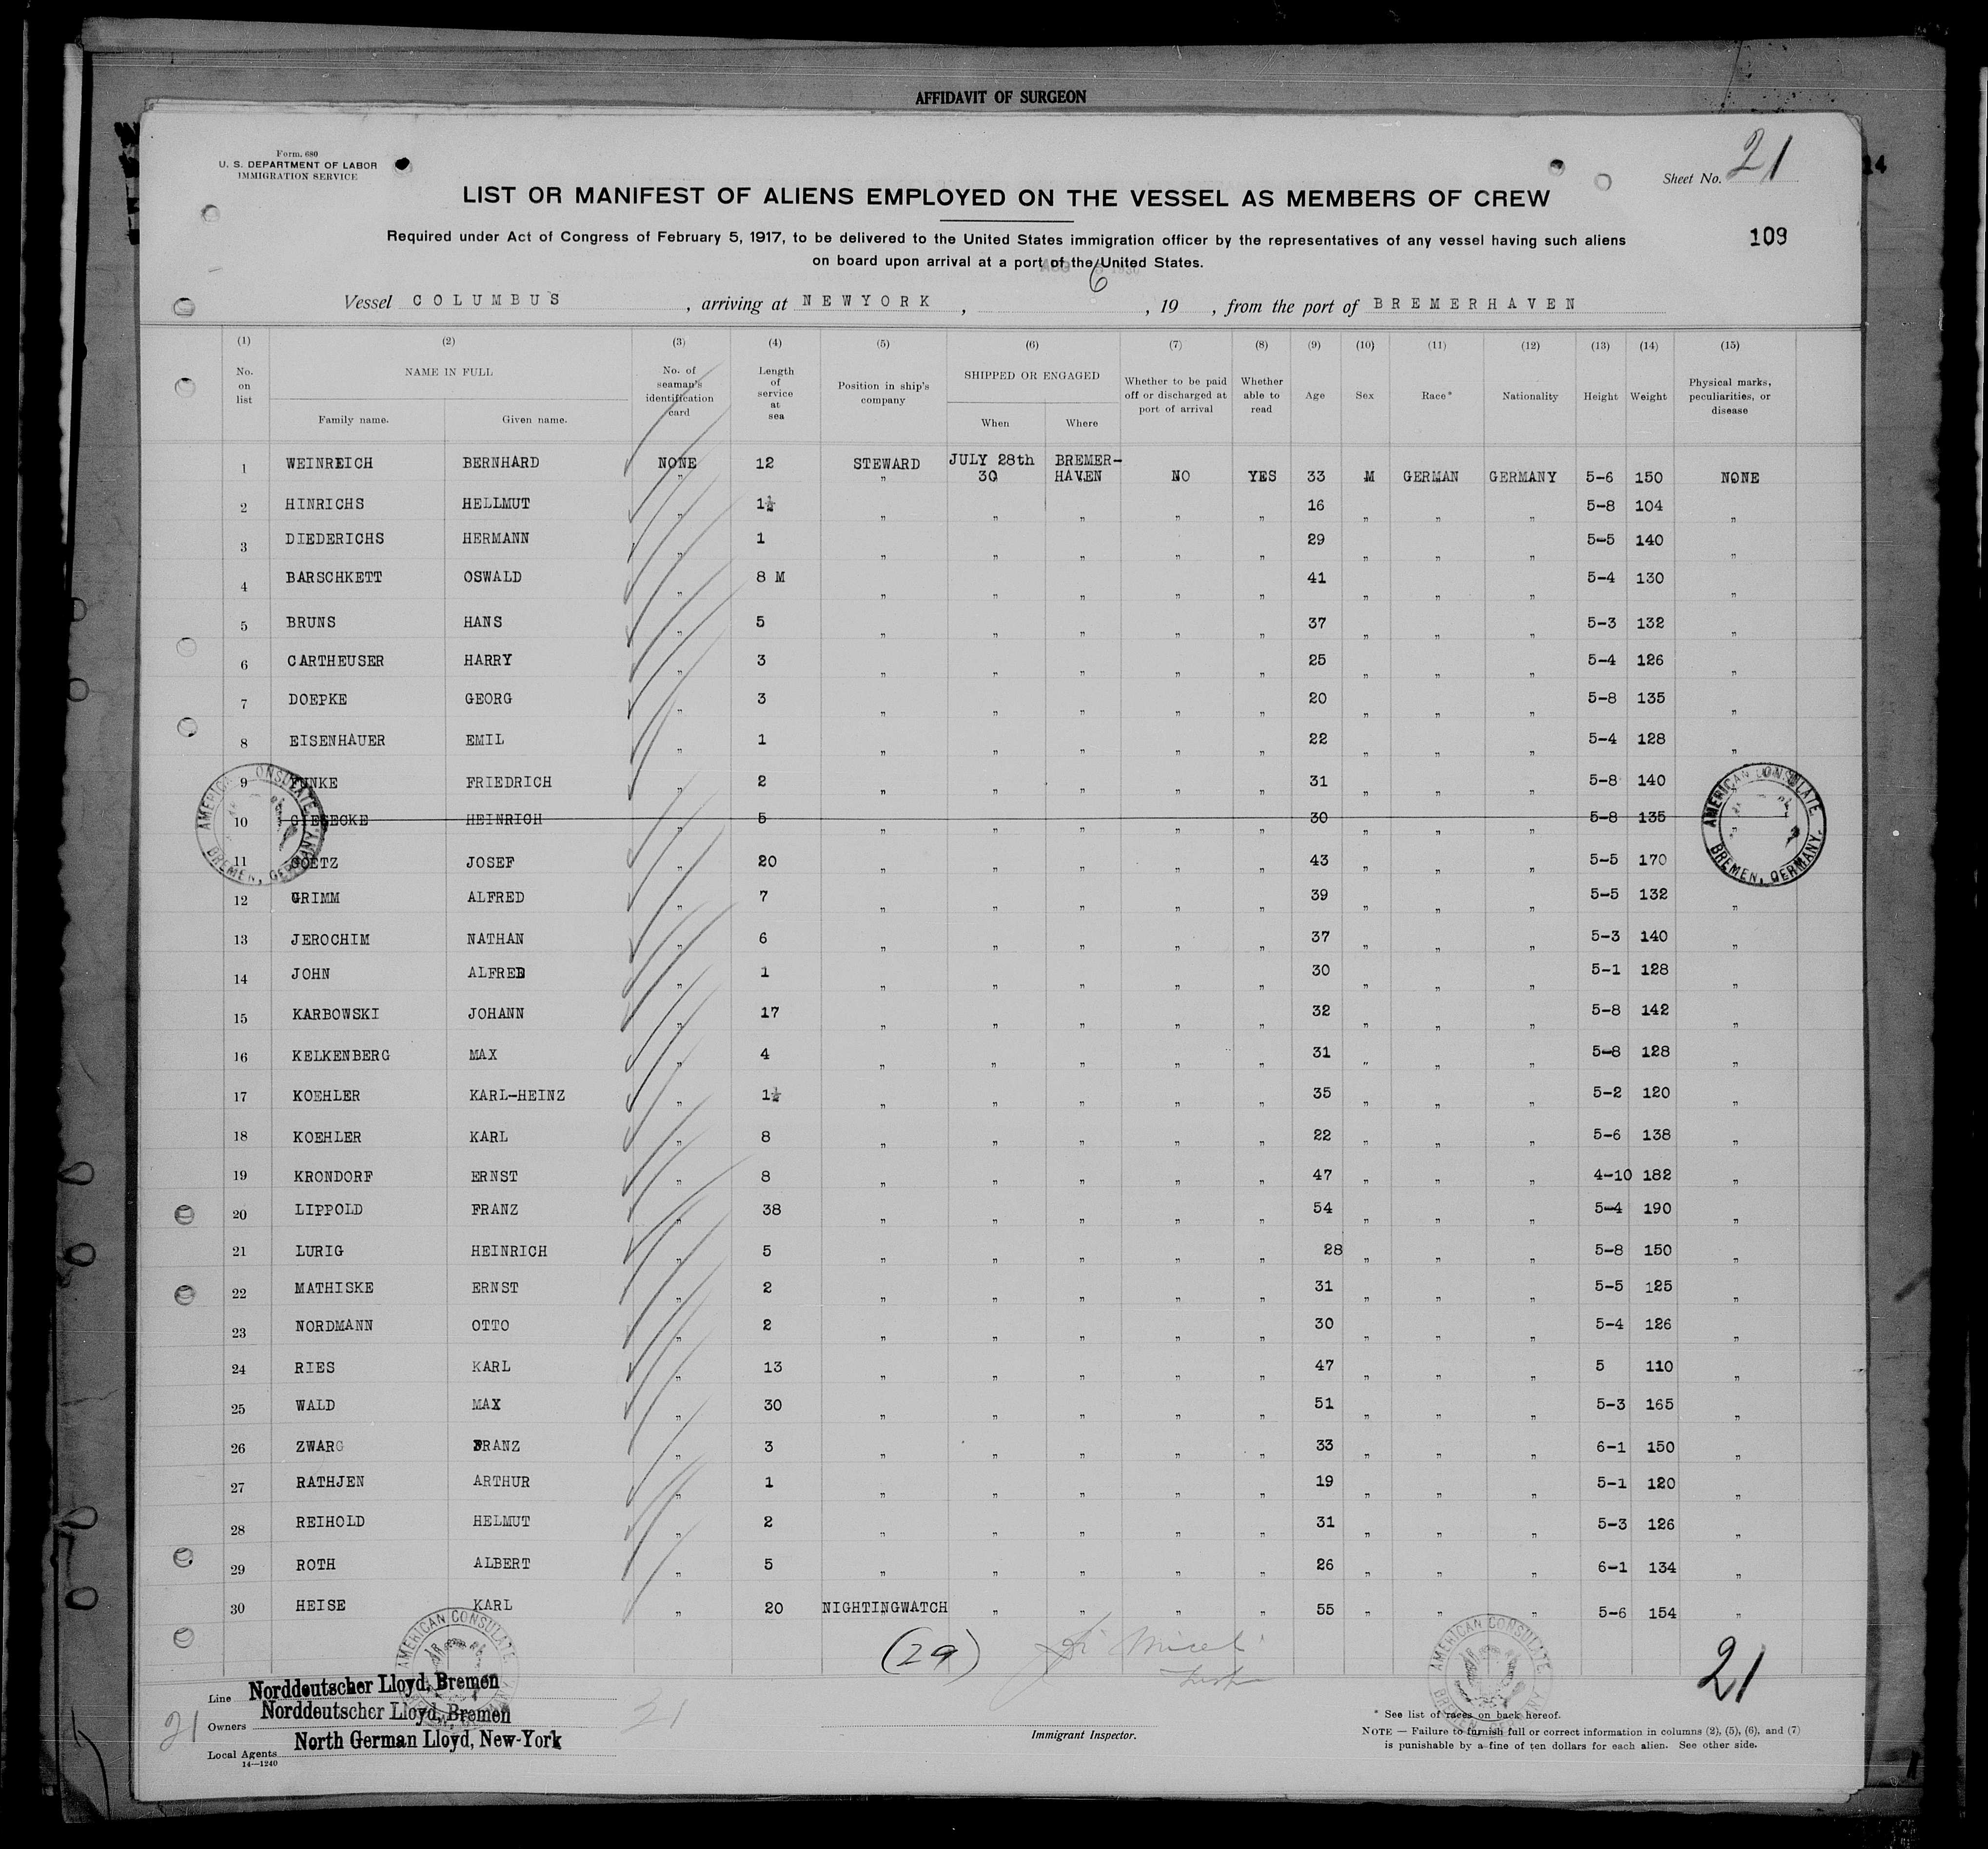 AFFIDAVIT OF SURGEON
Form. 680
U. S. DEPARTMENT OF LABOR
IMMIGRATION SERVICE
Sheet No. 21
14
LIST OR MANIFEST OF ALIENS EMPLOYED ON THE VESSEL AS MEMBERS OF CREW
109
Required under Act of Congress of February 5, 1917, to be delivered to the United States immigration officer by the representatives of any vessel having such aliens
on board upon arrival at a port of the United States.
6
Vessel COLUMBUS, arriving at NEWYORK, , 19 , from the port of BREMERHAVEN
(1) (2) (3) (4) (5) (6) (7) (8) (9) (10) (11) (12) (13) (14) (15)
No. on list NAME IN FULL Family name. Given name. No. of seaman's identification card Length of service at sea Position in ship's company SHIPPED OR ENGAGED When Where Whether to be paid off or discharged at port of arrival Whether able to read Age Sex Race* Nationality Height Weight Physical marks, peculiarities, or disease
1 WEINREICH BERNHARD NONE 12 STEWARD JULY 28th 30 BREMER-HAVEN NO YES 33 M GERMAN GERMANY 5-6 150 NONE
2 HINRICHS HELLMUT " 1½ " " " " " 16 " " " 5-8 104 "
3 DIEDERICHS HERMANN " 1 " " " " " 29 " " " 5-5 140 "
4 BARSCHKETT OSWALD " 8 M " " " " " 41 " " " 5-4 130 "
5 BRUNS HANS " 5 " " " " " 37 " " " 5-3 132 "
6 CARTHEUSER HARRY " 3 " " " " " 25 " " " 5-4 126 "
7 DOEPKE GEORG " 3 " " " " " 20 " " " 5-8 135 "
8 EISENHAUER EMIL " 1 " " " " " 22 " " " 5-4 128 "
9 FUNKE FRIEDRICH " 2 " " " " " 31 " " " 5-8 140
10 GIESECKE HEINRICH " 5 " " " " " 30 " " " 5-8 135
11 GOETZ JOSEF " 20 " " " " " 43 " " " 5-5 170
12 GRIMM ALFRED " 7 " " " " " 39 " " " 5-5 132 "
13 JEROCHIM NATHAN " 6 " " " " " 37 " " " 5-3 140 "
14 JOHN ALFRED " 1 " " " " " 30 " " " 5-1 128 "
15 KARBOWSKI JOHANN " 17 " " " " " 32 " " " 5-8 142 "
16 KELKENBERG MAX " 4 " " " " " 31 " " " 5-8 128 "
17 KOEHLER KARL-HEINZ " 1½ " " " " " 35 " " " 5-2 120 "
18 KOEHLER KARL " 8 " " " " " 22 " " " 5-6 138 "
19 KRONDORF ERNST " 8 " " " " " 47 " " " 4-10 182 "
20 LIPPOLD FRANZ " 38 " " " " " 54 " " " 5-4 190 "
21 LURIG HEINRICH " 5 " " " " " 28 " " " 5-8 150 "
22 MATHISKE ERNST " 2 " " " " " 31 " " " 5-5 125 "
23 NORDMANN OTTO " 2 " " " " " 30 " " " 5-4 126 "
24 RIES KARL " 13 " " " " " 47 " " " 5 110 "
25 WALD MAX " 30 " " " " " 51 " " " 5-3 165 "
26 ZWARG FRANZ " 3 " " " " " 33 " " " 6-1 150 "
27 RATHJEN ARTHUR " 1 " " " " " 19 " " " 5-1 120 "
28 REIHOLD HELMUT " 2 " " " " " 31 " " " 5-3 126 "
29 ROTH ALBERT " 5 " " " " " 26 " " " 6-1 134 "
30 HEISE KARL " 20 NIGHTINGWATCH " " " " 55 " " " 5-6 154 "
AMERICAN CONSULATE
BREMEN, GERMANY.
AMERICAN CONSULATE
BREMEN, GERMANY.
(29)
21
AMERICAN CONSULATE
AMERICAN CONSULATE
Line Norddeutscher Lloyd, Bremen
Owners Norddeutscher Lloyd, Bremen
Local Agents North German Lloyd, New-York
14—1240
21
21
Immigrant Inspector.
* See list of races on back hereof.
NOTE — Failure to furnish full or correct information in columns (2), (5), (6), and (7)
is punishable by a fine of ten dollars for each alien. See other side.